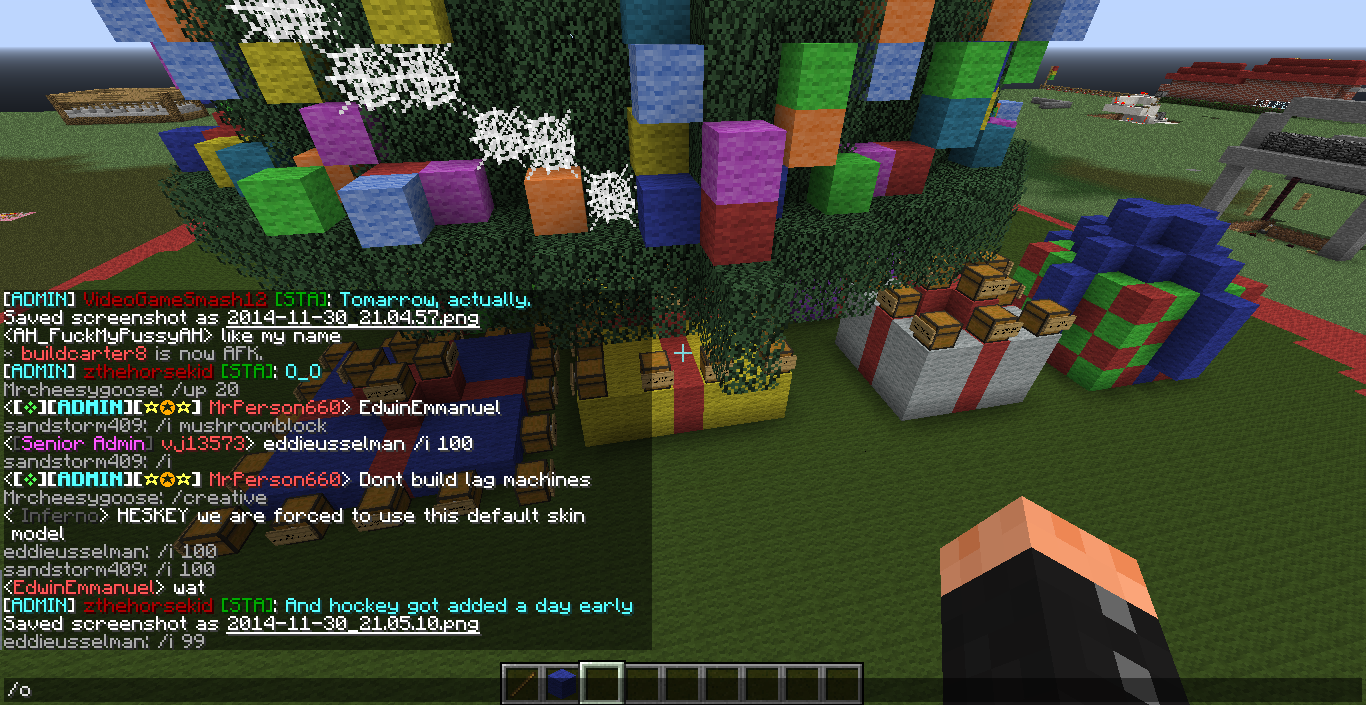 [ADMIN] VideoGameSmash12 [STA]: Tomarrow, actually.
Saved screenshot as 2014-11-30_21.04.57.png
<AH_FuckMyPussyAH> like my name
* buildcarter8 is now AFK.
[ADMIN] zthehorsekid [STA]: O_O
Mrcheesygoose: /up 20
<[❖][ADMIN][☆✪☆] MrPerson660> EdwinEmmanuel
sandstorm409: /i mushroomblock
<[Senior Admin] vj13573> eddieusselman /i 100
sandstorm409: /i
<[❖][ADMIN][☆✪☆] MrPerson660> Dont build lag machines
Mrcheesygoose: /creative
< Inferno> HESKEY we are forced to use this default skin
model
eddieusselman: /i 100
sandstorm409: /i 100
<EdwinEmmanuel> wat
[ADMIN] zthehorsekid [STA]: And hockey got added a day early
Saved screenshot as 2014-11-30_21.05.10.png
eddieusselman: /i 99
/o